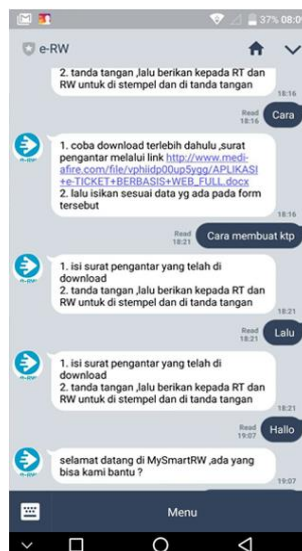 37% 08:09
e-RW
2. tanda tangan ,lalu berikan kepada RT dan
RW untuk di stempel dan di tanda tangan
18:16
Read
18:16
Cara
1. coba download terlebih dahulu ,surat
pengantar melalui link http://www.medi-
afire.com/file/vphiidp00up5ygg/APLIKASI
+e-TICKET+BERBASIS+WEB_FULL.docx
2. lalu isikan sesuai data yg ada pada form
tersebut
18:16
Read
18:21
Cara membuat ktp
1. isi surat pengantar yang telah di
download
2. tanda tangan ,lalu berikan kepada RT dan
RW untuk di stempel dan di tanda tangan
18:21
Read
18:21
Lalu
1. isi surat pengantar yang telah di
download
2. tanda tangan ,lalu berikan kepada RT dan
RW untuk di stempel dan di tanda tangan
18:21
Read
19:07
Hallo
selamat datang di MySmartRW ,ada yang
bisa kami bantu ?
19:07
Menu